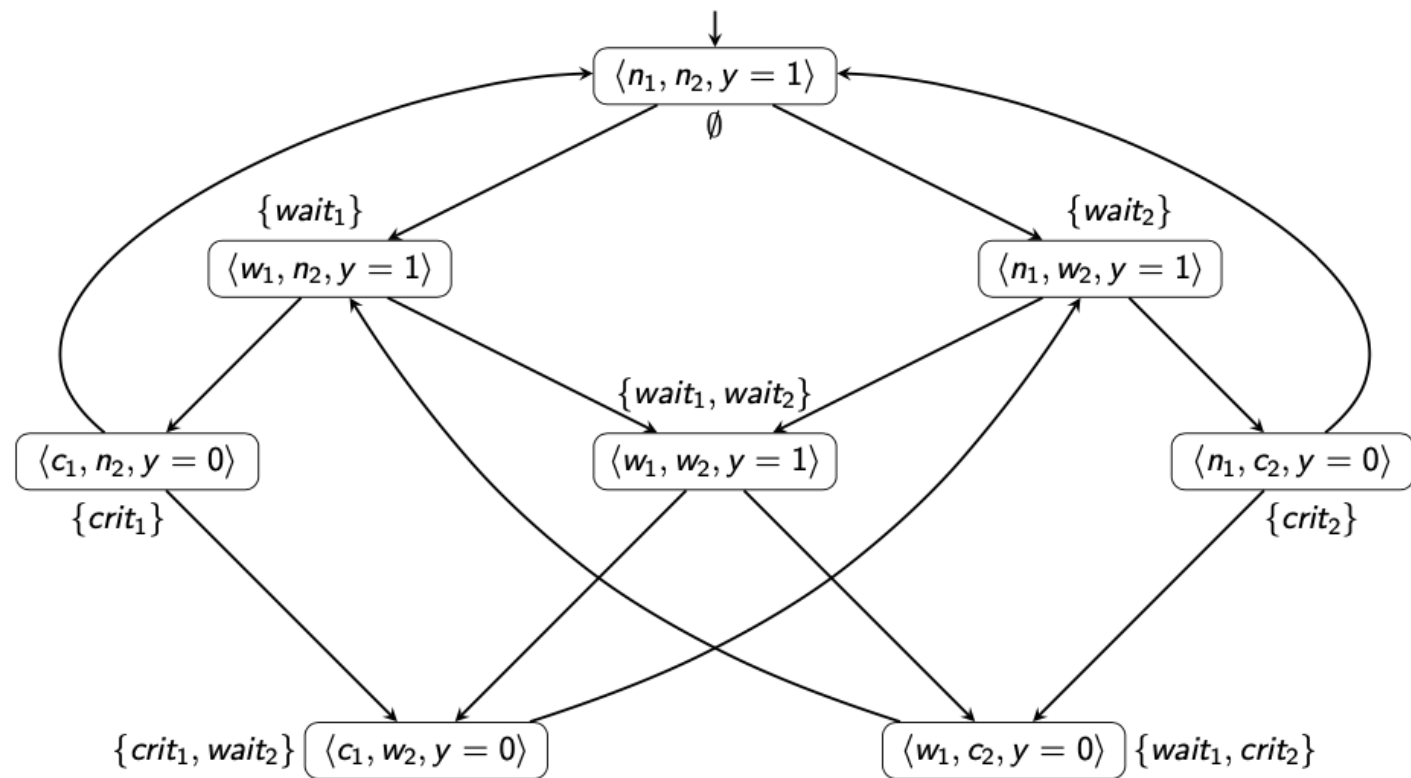 ⟨n₁, n₂, y = 1⟩
∅
{wait₁}
{wait₂}
⟨w₁, n₂, y = 1⟩
⟨n₁, w₂, y = 1⟩
{wait₁, wait₂}
⟨c₁, n₂, y = 0⟩
⟨w₁, w₂, y = 1⟩
⟨n₁, c₂, y = 0⟩
{crit₁}
{crit₂}
{crit₁, wait₂}
⟨c₁, w₂, y = 0⟩
⟨w₁, c₂, y = 0⟩
{wait₁, crit₂}